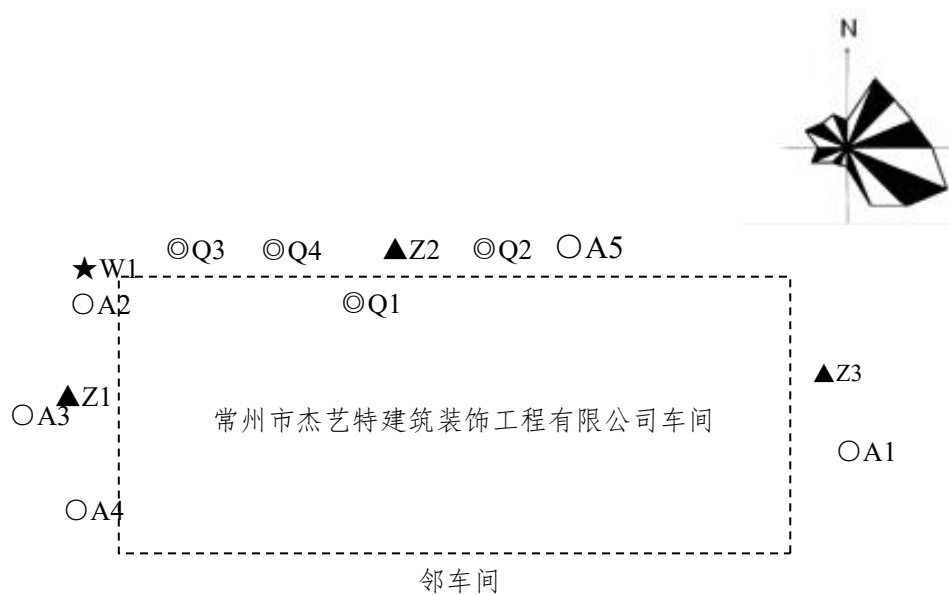 N
◎Q3 ◎Q4 ▲Z2 ◎Q2 ○A5
★W1
○A2 ◎Q1
▲Z3
▲Z1
○A3 常州市杰艺特建筑装饰工程有限公司车间
○A1
○A4
邻车间